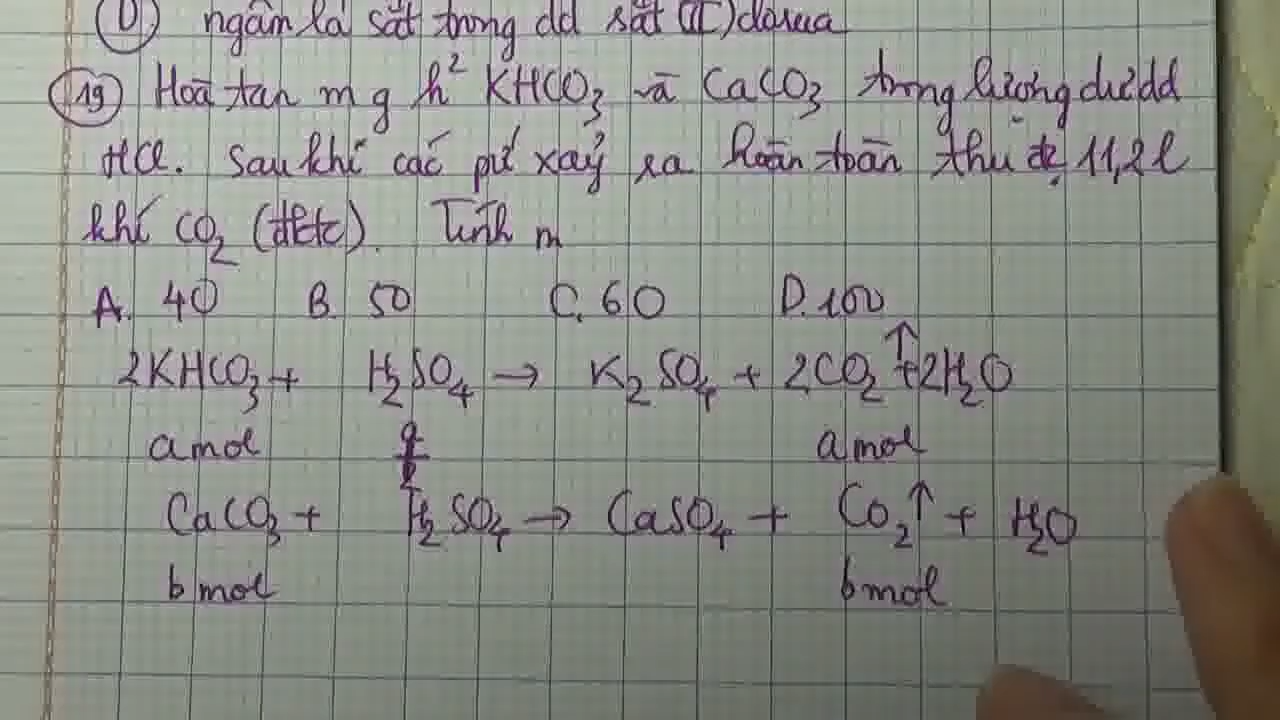 D ngâm lá sắt trong dd sắt (II) clorua
19 Hoà tan m g h² KHCO3 và CaCO3 trong lượng dư dd
HCl. Sau khi các pứ xảy ra hoàn toàn thu đc 11,2l
khí CO2 (đktc). Tính m
A. 40 B. 50 C. 60 D. 100
2KHCO3 + H2SO4 → K2SO4 + 2CO2↑ + 2H2O
a mol a/2 a mol
CaCO3 + H2SO4 → CaSO4 + CO2↑ + H2O
b mol b mol